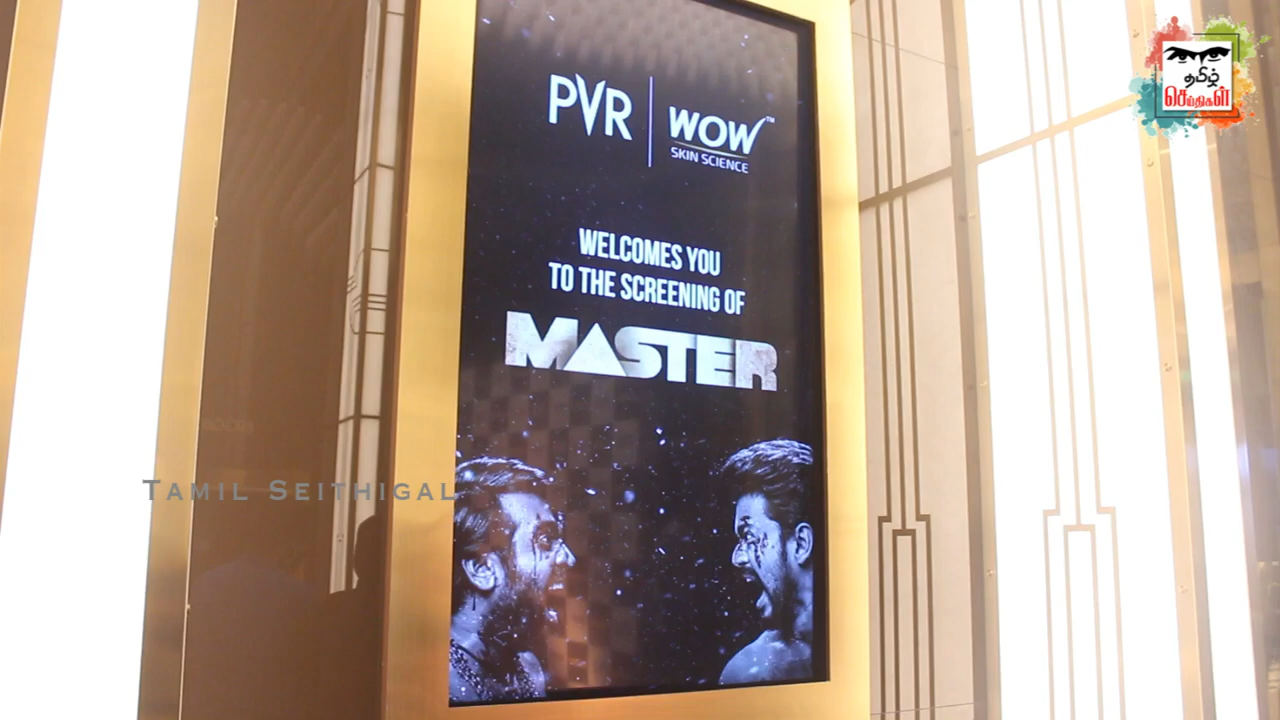 PVR
WOW™
SKIN SCIENCE
WELCOMES YOU
TO THE SCREENING OF
MASTER
TAMIL SEITHIGAL
தமிழ்
செய்திகள்